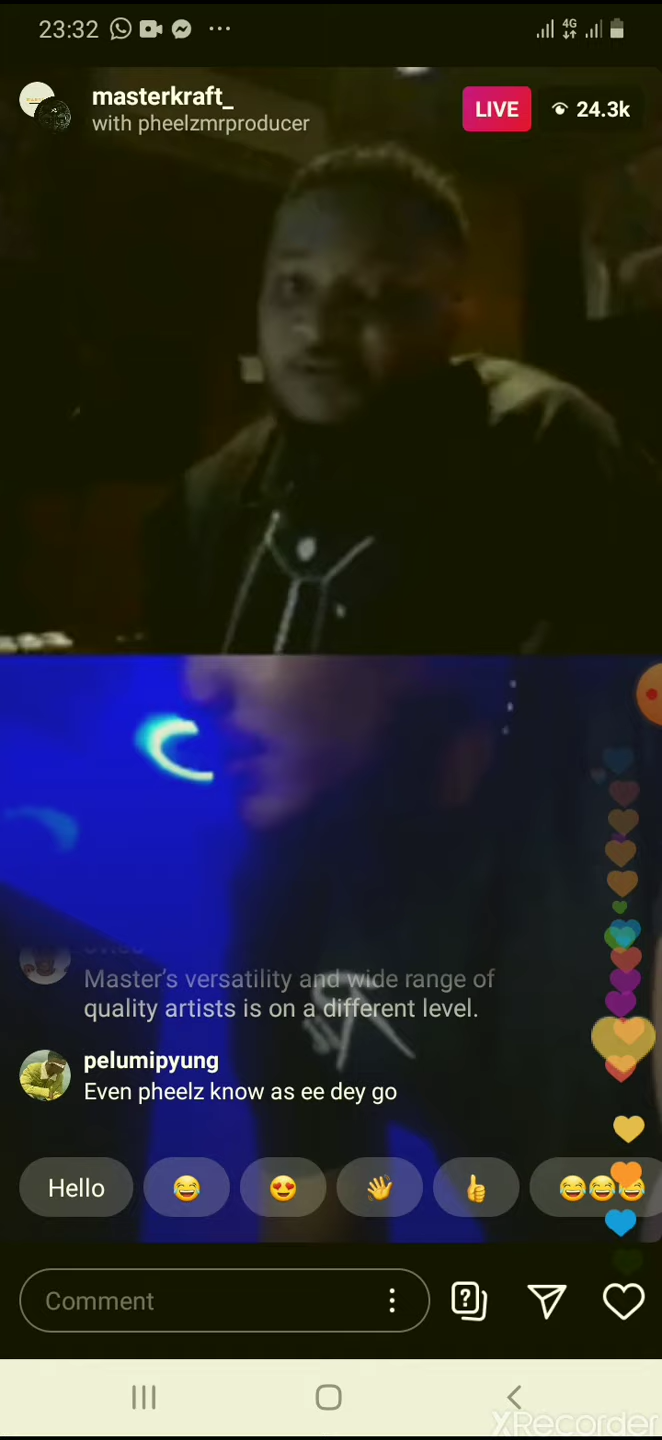 23:32
4G
masterkraft_
with pheelzmrproducer
LIVE
24.3k
Master's versatility and wide range of
quality artists is on a different level.
pelumipyung
Even pheelz know as ee dey go
Hello
Comment
XRecorder